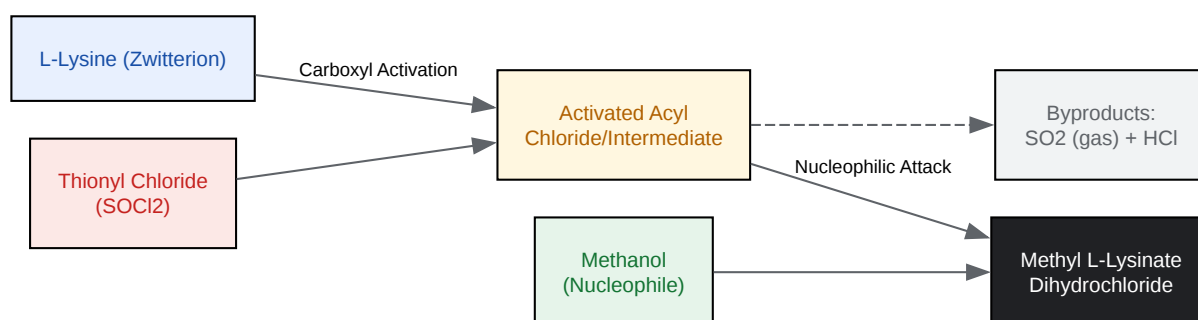 L-Lysine (Zwitterion)
Carboxyl Activation
Thionyl Chloride
(SOCl2)
Activated Acyl
Chloride/Intermediate
Byproducts:
SO2 (gas) + HCl
Nucleophilic Attack
Methanol
(Nucleophile)
Methyl L-Lysinate
Dihydrochloride